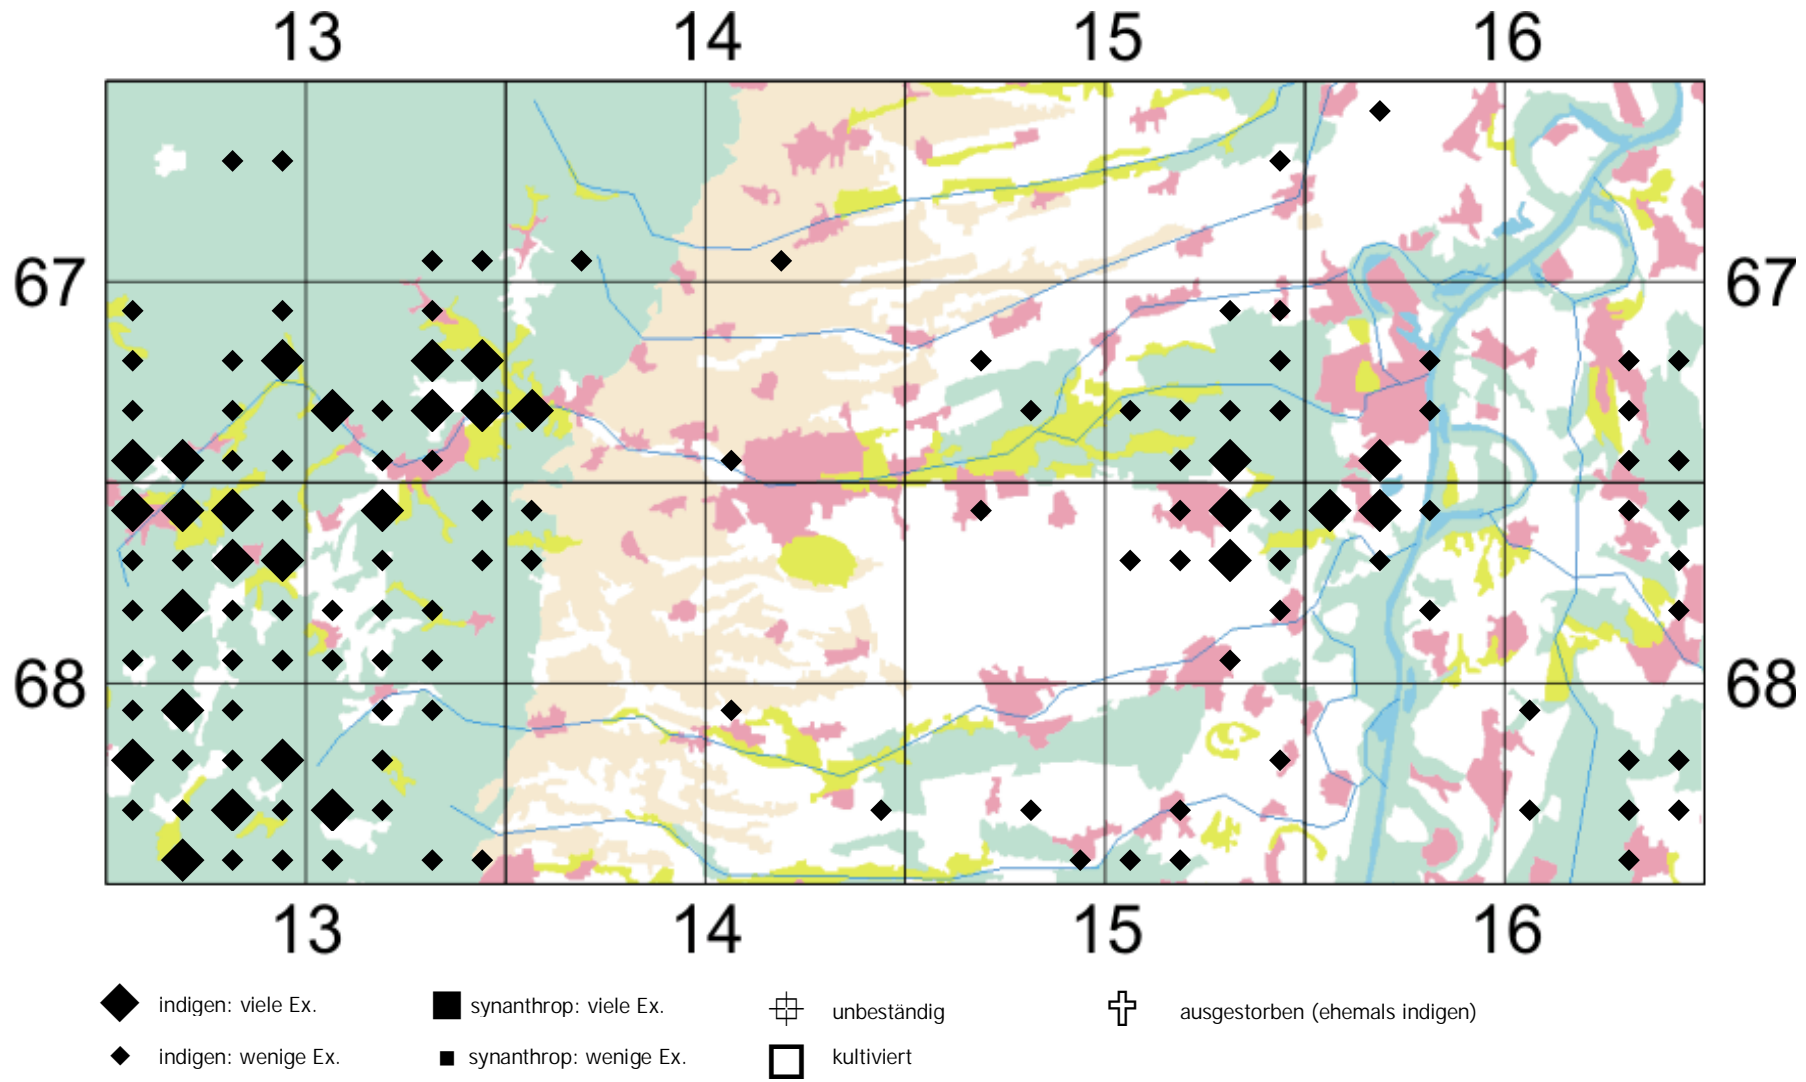 13 14 15 16
67 67
68 68
13 14 15 16
indigen: viele Ex. synanthrop: viele Ex. unbeständig ausgestorben (ehemals indigen)
indigen: wenige Ex. synanthrop: wenige Ex. kultiviert